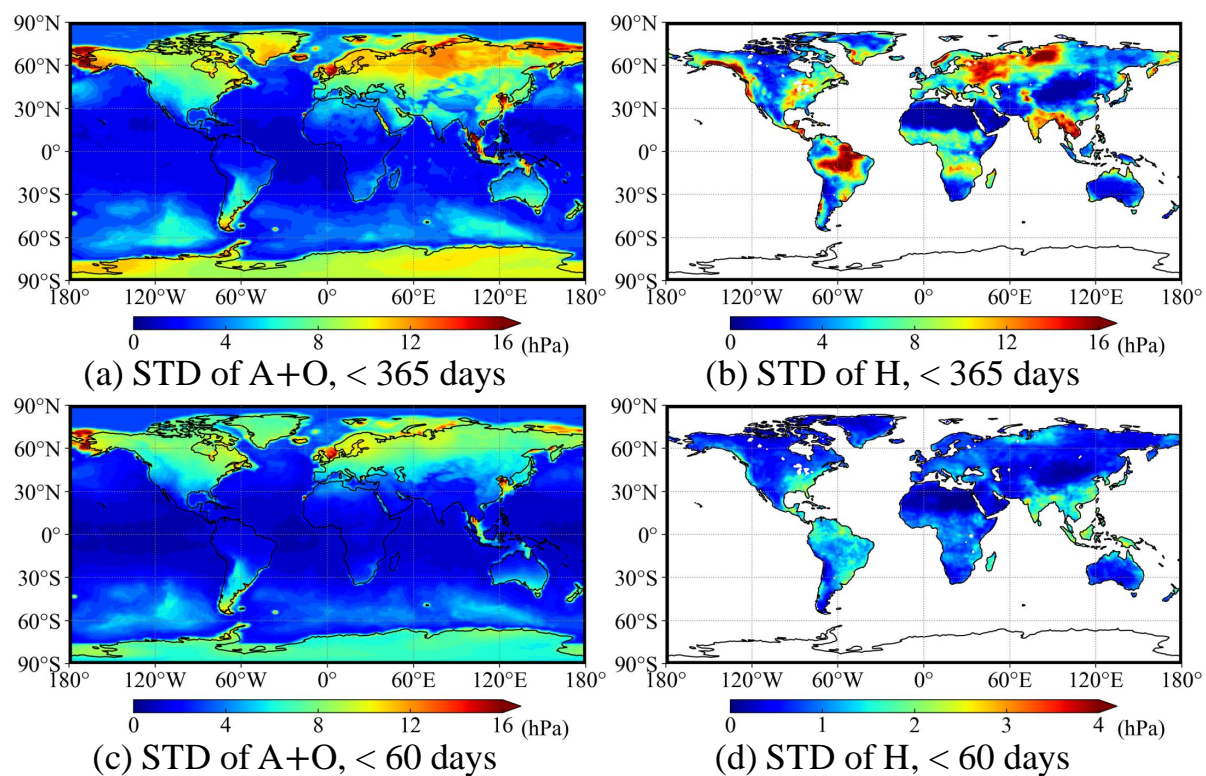 90°N
60°N
30°N
0°
30°S
60°S
90°S
180° 120°W 60°W 0° 60°E 120°E 180°
0 4 8 12 16 (hPa)
(a) STD of A+O, < 365 days
90°N
60°N
30°N
0°
30°S
60°S
90°S
180° 120°W 60°W 0° 60°E 120°E 180°
0 4 8 12 16 (hPa)
(b) STD of H, < 365 days
90°N
60°N
30°N
0°
30°S
60°S
90°S
180° 120°W 60°W 0° 60°E 120°E 180°
0 4 8 12 16 (hPa)
(c) STD of A+O, < 60 days
90°N
60°N
30°N
0°
30°S
60°S
90°S
180° 120°W 60°W 0° 60°E 120°E 180°
0 1 2 3 4 (hPa)
(d) STD of H, < 60 days